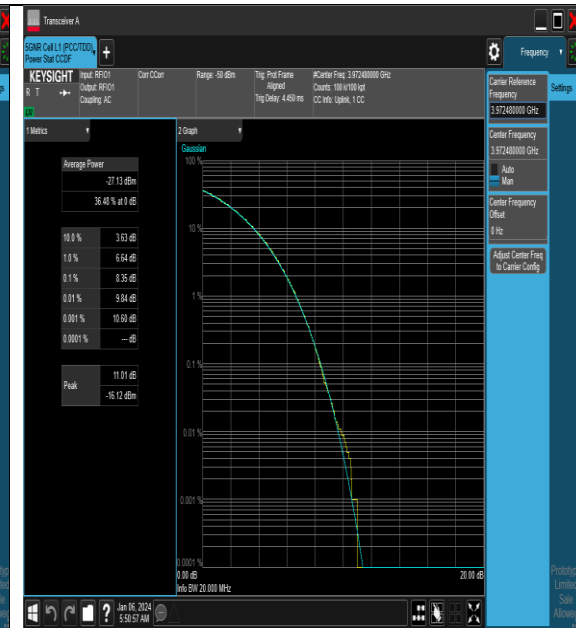 Transceiver A
5GNR Cell L1 (PCC/TDD),
Power Stat CCDF
+
KEYSIGHT
R T
LXI
Input: RFIO1
Output: RFIO1
Coupling: AC
Corr CCorr
Range: -50 dBm
Trig: Prot Frame
Aligned
Trig Delay: 4.450 ms
#Center Freq: 3.972480000 GHz
Counts: 100 k/100 kpt
CC Info: Uplink, 1 CC
1 Metrics
Average Power
-27.13 dBm
36.48 % at 0 dB
10.0 % 3.63 dB
1.0 % 6.64 dB
0.1 % 8.35 dB
0.01 % 9.84 dB
0.001 % 10.60 dB
0.0001 % --- dB
Peak 11.01 dB
-16.12 dBm
2 Graph
Gaussian
100 %
10 %
1 %
0.1 %
0.01 %
0.001 %
0.0001 %
0.00 dB 20.00 dB
Info BW 20.000 MHz
Frequency
Settings
Carrier Reference
Frequency
3.972480000 GHz
Center Frequency
3.972480000 GHz
Auto
Man
Center Frequency
Offset
0 Hz
Adjust Center Freq
to Carrier Config
?
Jan 06, 2024
5:50:57 AM
Limited
Sale